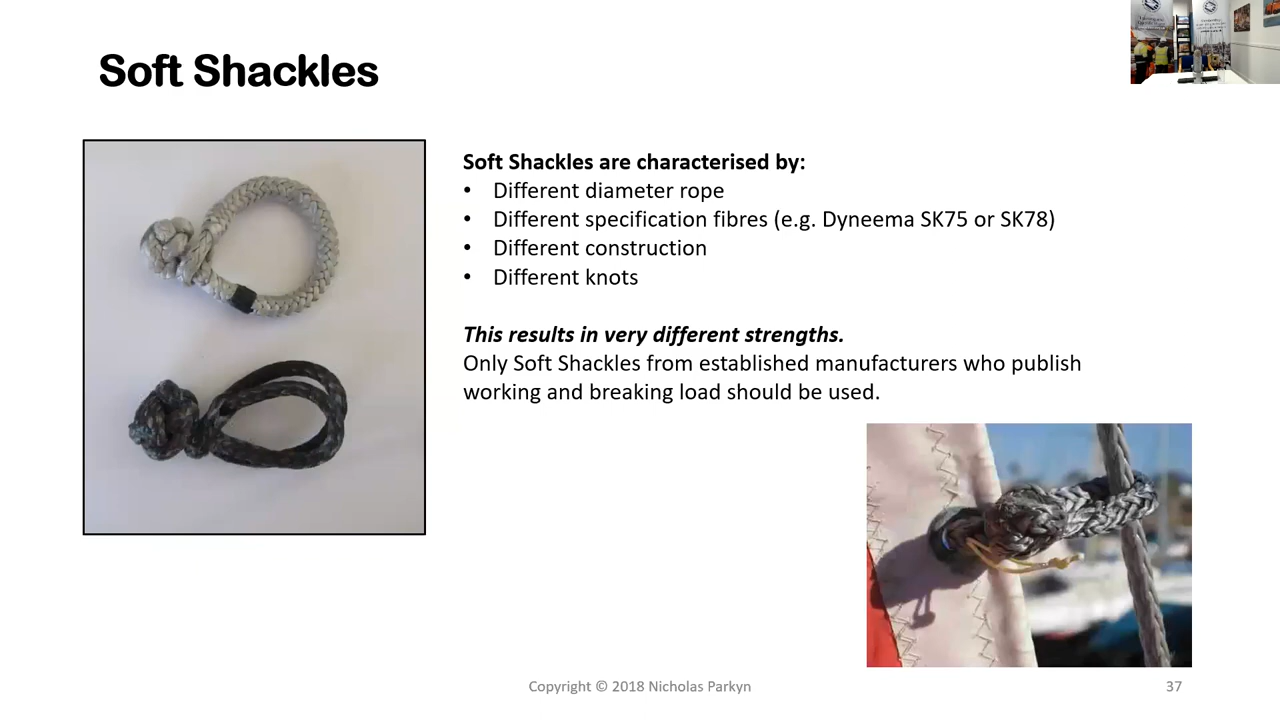 Soft Shackles
Soft Shackles are characterised by:
• Different diameter rope
• Different specification fibres (e.g. Dyneema SK75 or SK78)
• Different construction
• Different knots
This results in very different strengths.
Only Soft Shackles from established manufacturers who publish
working and breaking load should be used.
Copyright © 2018 Nicholas Parkyn
37